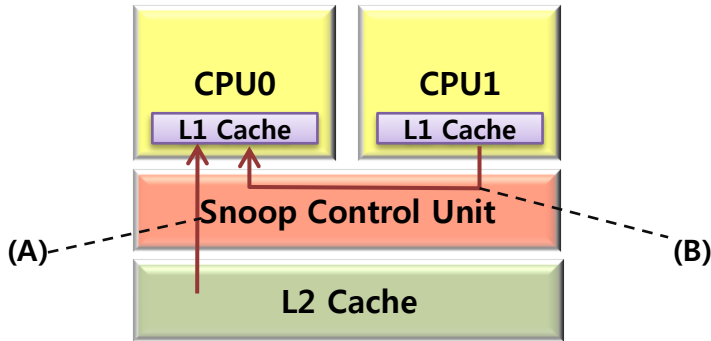 CPU0
CPU1
L1 Cache
L1 Cache
Snoop Control Unit
(A)
(B)
L2 Cache